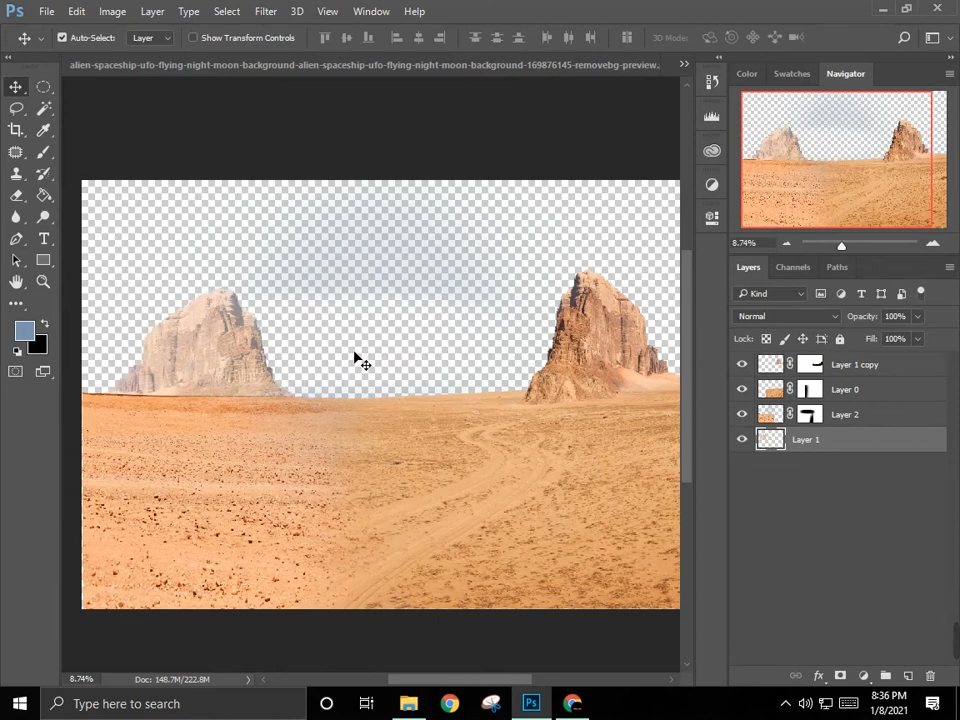 Ps File Edit Image Layer Type Select Filter 3D View Window Help
Auto-Select: Layer Show Transform Controls 3D Mode:
alien-spaceship-ufo-flying-night-moon-background-alien-spaceship-ufo-flying-night-moon-background-169876145-removebg-preview.
Color Swatches Navigator
8.74%
Layers Channels Paths
Kind
Normal Opacity: 100%
Lock: Fill: 100%
Layer 1 copy
Layer 0
Layer 2
Layer 1
8.74% Doc: 148.7M/222.8M
fx
Type here to search
Ps
8:36 PM
1/8/2021